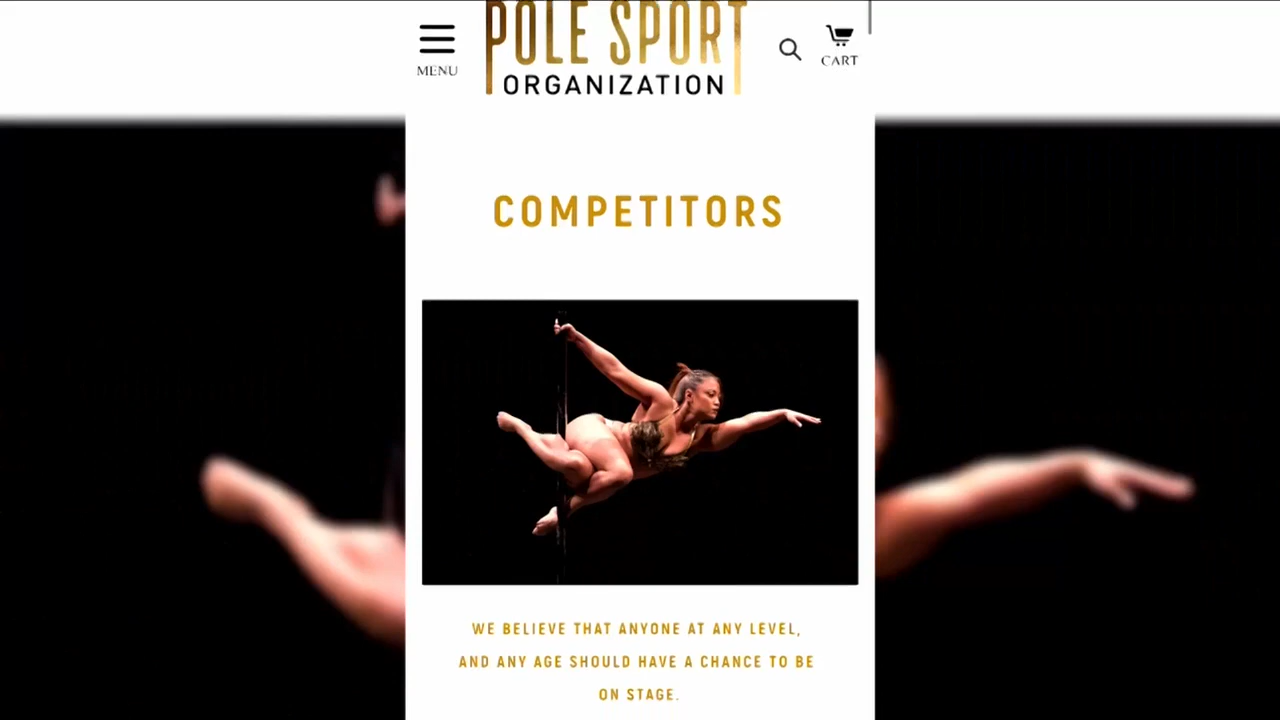 POLE SPORT
ORGANIZATION
MENU
CART
COMPETITORS
WE BELIEVE THAT ANYONE AT ANY LEVEL,
AND ANY AGE SHOULD HAVE A CHANCE TO BE
ON STAGE.